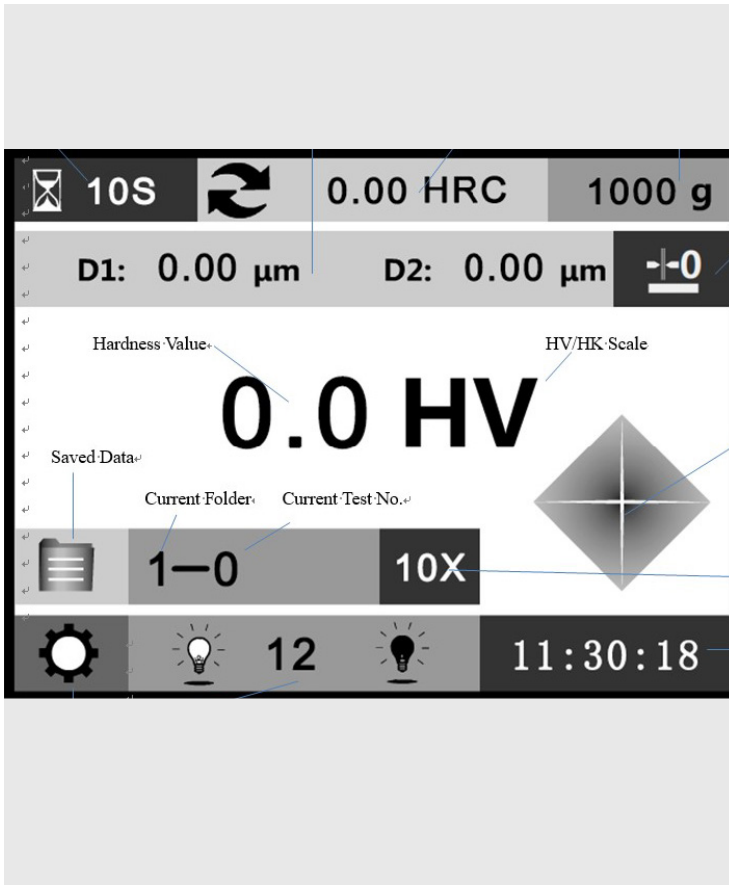 10S 0.00 HRC 1000 g
D1: 0.00 μm D2: 0.00 μm 0
Hardness Value HV/HK Scale
0.0 HV
Saved Data
Current Folder Current Test No.
1—0 10X
12 11:30:18